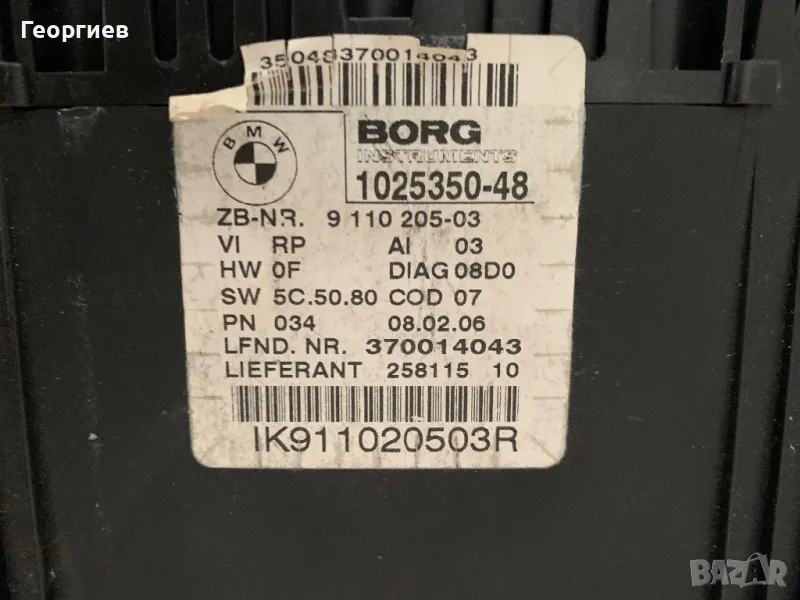 Георгиев
35048370014043
BMW
BORG
INSTRUMENTS
1025350-48
ZB-NR. 9 110 205-03
VI RP AI 03
HW 0F DIAG 08D0
SW 5C.50.80 COD 07
PN 034 08.02.06
LFND. NR. 370014043
LIEFERANT 258115 10
IK911020503R
BAZAR